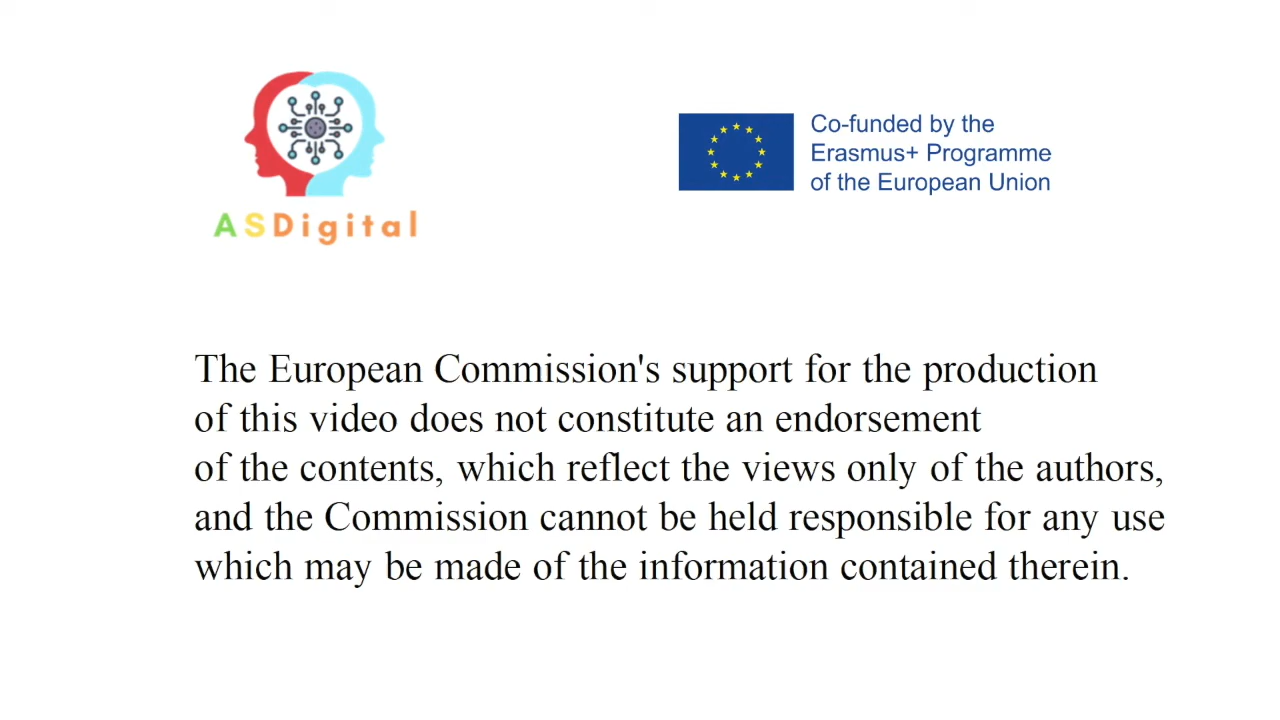 ASDigital
Co-funded by the
Erasmus+ Programme
of the European Union
The European Commission's support for the production
of this video does not constitute an endorsement
of the contents, which reflect the views only of the authors,
and the Commission cannot be held responsible for any use
which may be made of the information contained therein.